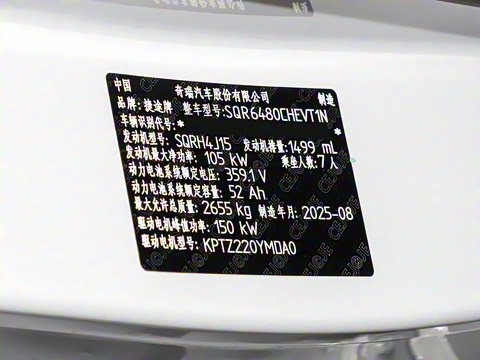 中国 奇瑞汽车股份有限公司 制造
品牌:捷途牌 整车型号:SQR6480CHEVT1N
车辆识别代号:* *
发动机型号:SQRH4J15 发动机排量:1499 mL
发动机最大净功率:105 kW 乘坐人数:7人
动力电池系统额定电压:359.1V
动力电池系统额定容量:52 Ah
最大允许总质量:2655 kg 制造年月:2025-08
驱动电机峰值功率:150 kW
驱动电机型号:KPTZ220YMDA0